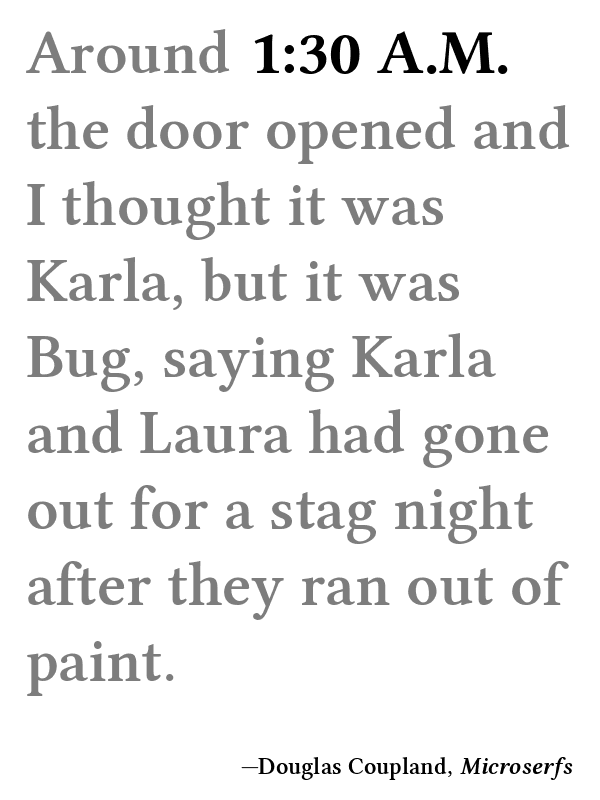 Around 1:30 A.M.
the door opened and
I thought it was
Karla, but it was
Bug, saying Karla
and Laura had gone
out for a stag night
after they ran out of
paint.
—Douglas Coupland, Microserfs